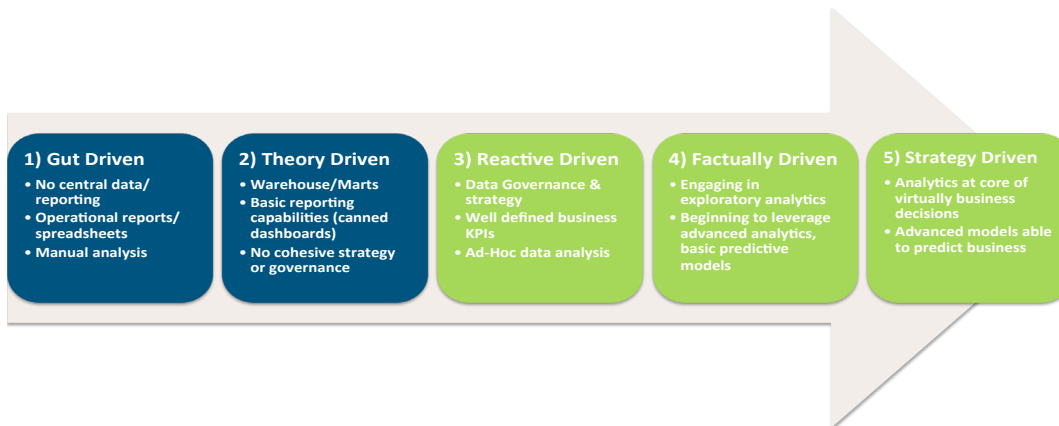 1) Gut Driven
• No central data/
reporting
• Operational reports/
spreadsheets
• Manual analysis
2) Theory Driven
• Warehouse/Marts
• Basic reporting
capabilities (canned
dashboards)
• No cohesive strategy
or governance
3) Reactive Driven
• Data Governance &
strategy
• Well defined business
KPIs
• Ad-Hoc data analysis
4) Factually Driven
• Engaging in
exploratory analytics
• Beginning to leverage
advanced analytics,
basic predictive
models
5) Strategy Driven
• Analytics at core of
virtually business
decisions
• Advanced models able
to predict business